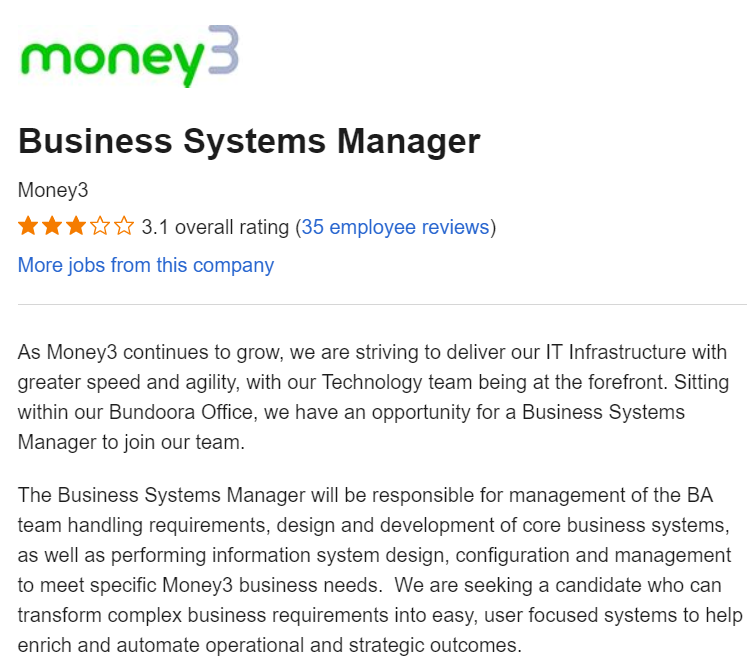 money3
Business Systems Manager
Money3
3.1 overall rating (35 employee reviews)
More jobs from this company
As Money3 continues to grow, we are striving to deliver our IT Infrastructure with
greater speed and agility, with our Technology team being at the forefront. Sitting
within our Bundoora Office, we have an opportunity for a Business Systems
Manager to join our team.
The Business Systems Manager will be responsible for management of the BA
team handling requirements, design and development of core business systems,
as well as performing information system design, configuration and management
to meet specific Money3 business needs.  We are seeking a candidate who can
transform complex business requirements into easy, user focused systems to help
enrich and automate operational and strategic outcomes.